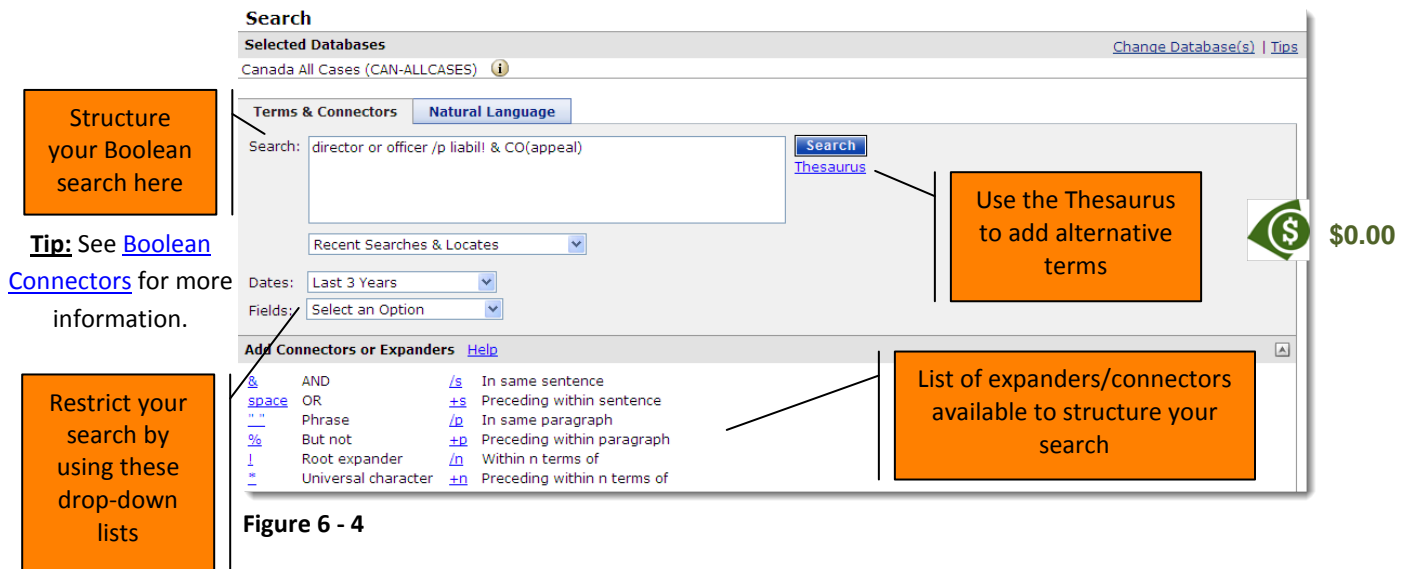 Search
Selected Databases
Change Database(s) | Tips
Canada All Cases (CAN-ALLCASES) i
Structure
your Boolean
search here
Tip: See Boolean
Connectors for more
information.
Terms & Connectors
Natural Language
Search:
director or officer /p liabil! & CO(appeal)
Search
Thesaurus
Use the Thesaurus
to add alternative
terms
$
$0.00
Recent Searches & Locates
Dates: Last 3 Years
Fields: Select an Option
Restrict your
search by
using these
drop-down
lists
Add Connectors or Expanders Help
& AND /s In same sentence
space OR +s Preceding within sentence
" " Phrase /p In same paragraph
% But not +p Preceding within paragraph
! Root expander /n Within n terms of
* Universal character +n Preceding within n terms of
List of expanders/connectors
available to structure your
search
Figure 6 - 4